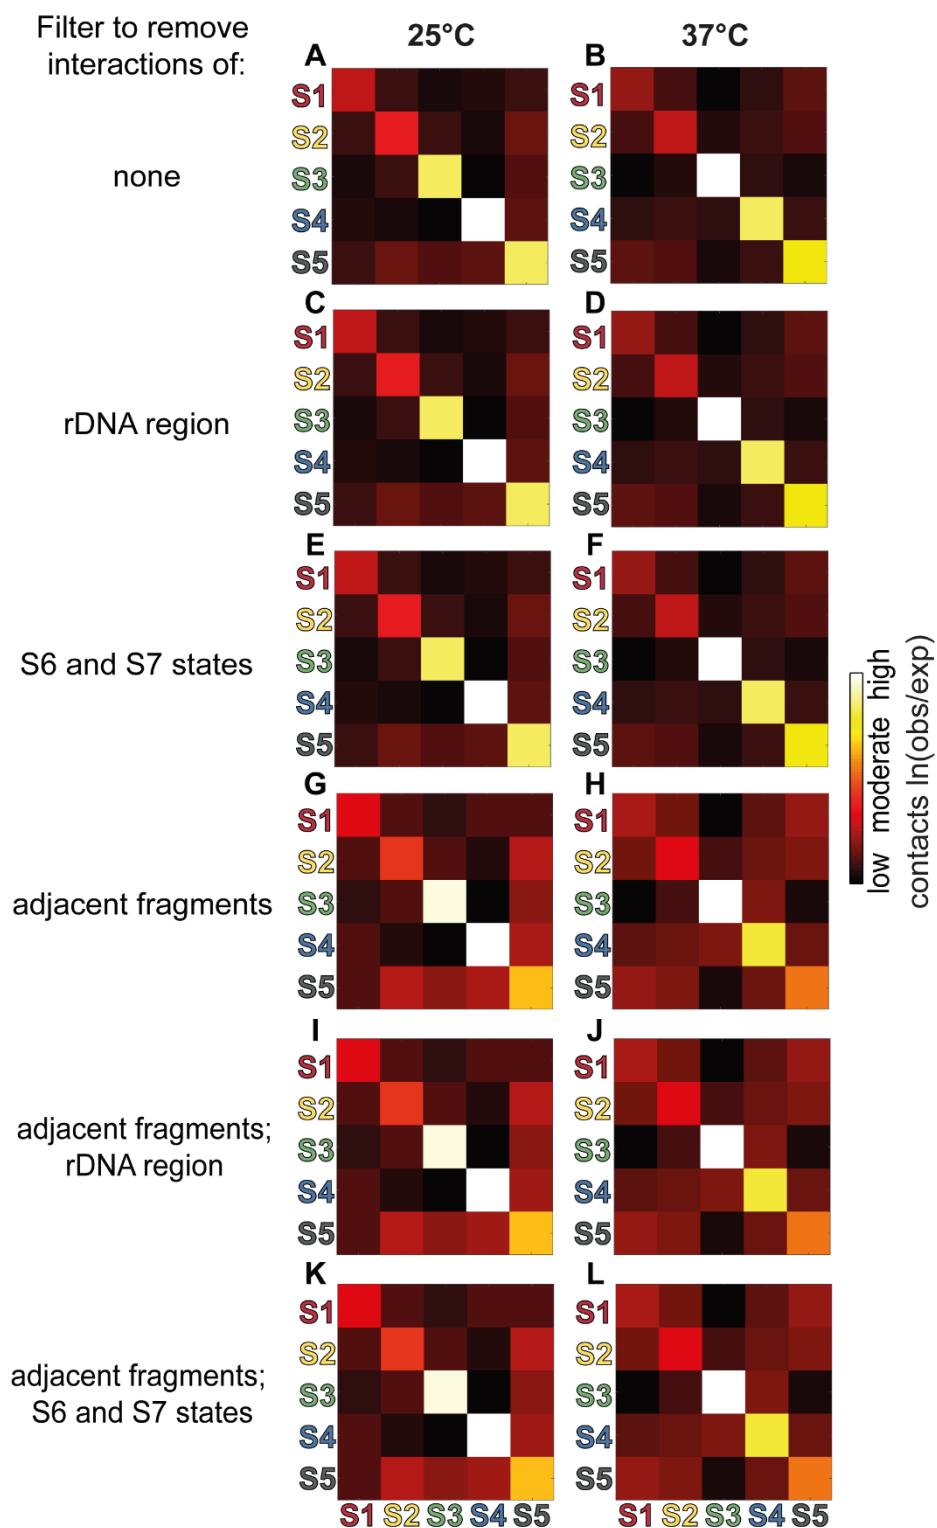 Filter to remove
interactions of:
25°C
37°C
A
B
S1
S2
S3
S4
S5
S1
S2
S3
S4
S5
none
C
D
S1
S2
S3
S4
S5
S1
S2
S3
S4
S5
rDNA region
E
F
S1
S2
S3
S4
S5
S1
S2
S3
S4
S5
S6 and S7 states
low moderate high
contacts ln(obs/exp)
G
H
S1
S2
S3
S4
S5
S1
S2
S3
S4
S5
adjacent fragments
I
J
S1
S2
S3
S4
S5
S1
S2
S3
S4
S5
adjacent fragments;
rDNA region
K
L
S1
S2
S3
S4
S5
S1
S2
S3
S4
S5
adjacent fragments;
S6 and S7 states
S1 S2 S3 S4 S5
S1 S2 S3 S4 S5